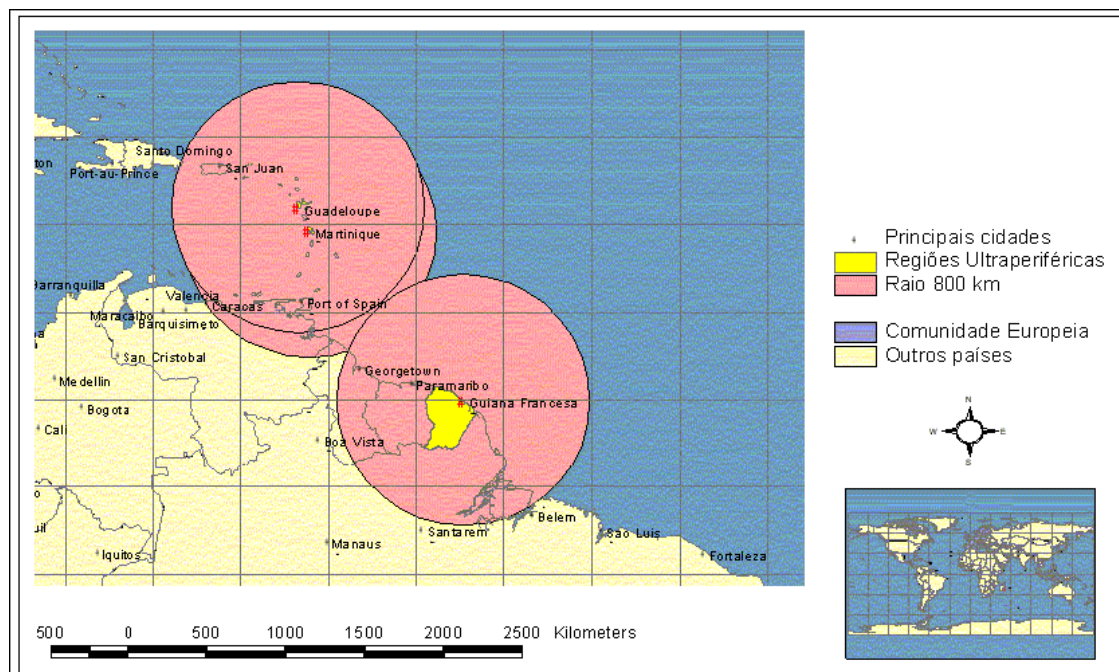 Santo Domingo
Port-au-Prince
San Juan
Guadeloupe
Martinique
Barranquilla
Valencia
Caracas
Port of Spain
Maracaibo
Barquisimeto
San Cristobal
Georgetown
Paramaribo
Medellin
Guiana Francesa
Bogota
Cali
Boa Vista
Belem
Santarem
Sao Luis
Manaus
Iquitos
Fortaleza
Principais cidades
Regiões Ultraperiféricas
Raio 800 km
Comunidade Europeia
Outros países
N
W E
S
500 0 500 1000 1500 2000 2500 Kilometers